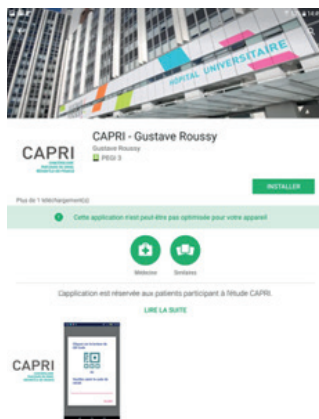 HOPITAL UNIVERSITAIRE
CAPRI - Gustave Roussy
Gustave Roussy
PEGI 3
CAPRI
INSTALLER
Plus de 1 téléchargement(s)
Cette application n'est peut-être pas optimisée pour votre appareil
Médecine
Similaires
L'application est réservée aux patients participant à l'étude CAPRI.
LIRE LA SUITE
CAPRI